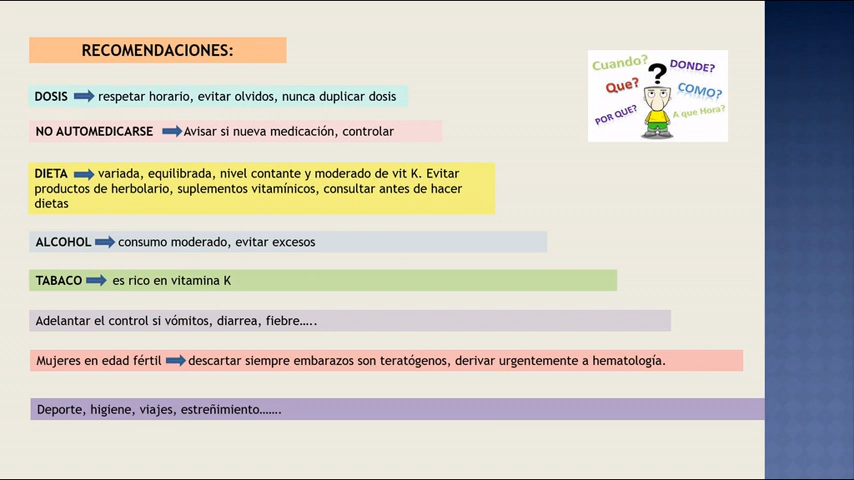 RECOMENDACIONES:
Cuando?
DONDE?
?
Que?
COMO?
POR QUE?
A que Hora?
DOSIS respetar horario, evitar olvidos, nunca duplicar dosis
NO AUTOMEDICARSE Avisar si nueva medicación, controlar
DIETA variada, equilibrada, nivel contante y moderado de vit K. Evitar
productos de herbolario, suplementos vitamínicos, consultar antes de hacer
dietas
ALCOHOL consumo moderado, evitar excesos
TABACO es rico en vitamina K
Adelantar el control si vómitos, diarrea, fiebre…..
Mujeres en edad fértil descartar siempre embarazos son teratógenos, derivar urgentemente a hematología.
Deporte, higiene, viajes, estreñimiento…….